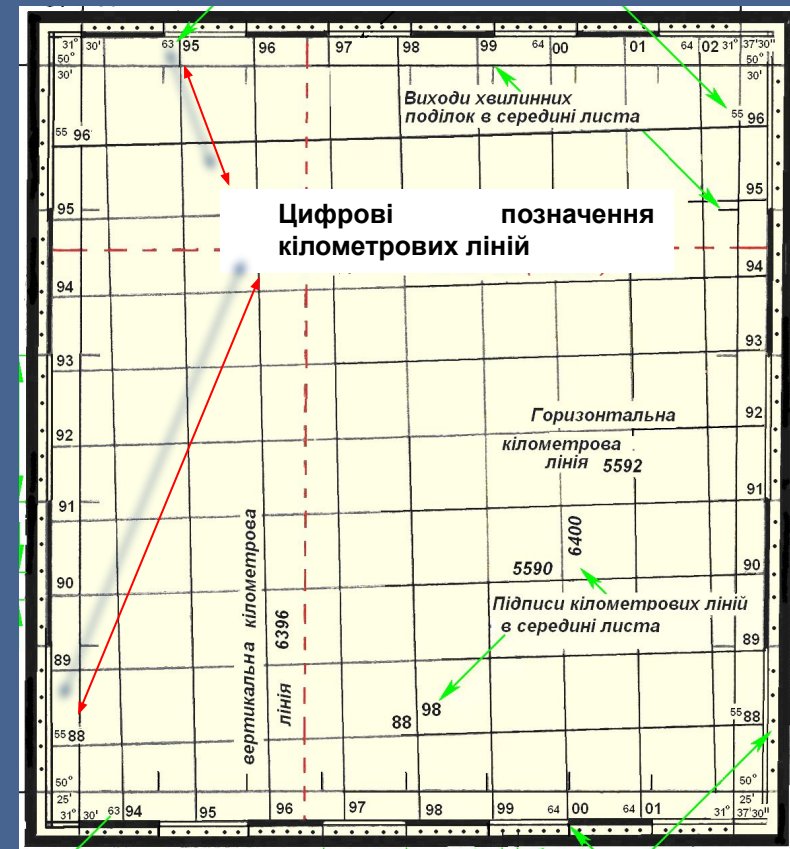 31° 30' 63 95 96 97 98 99 64 00 01 64 02 31° 37'30"
50° 30'
50° 30'
Виходи хвилинних
поділок в середині листа
55 96
55 96
95
95
Цифрові позначення
кілометрових ліній
94
94
93
93
92
92
Горизонтальна
кілометрова
лінія 5592
91
91
вертикальна кілометрова
лінія 6396
6400
5590
90
90
Підписи кілометрових ліній
в середині листа
89
89
98
88
55 88
55 88
50° 25'
50° 25'
31° 30' 63 94 95 96 97 98 99 64 00 64 01 31° 37'30"